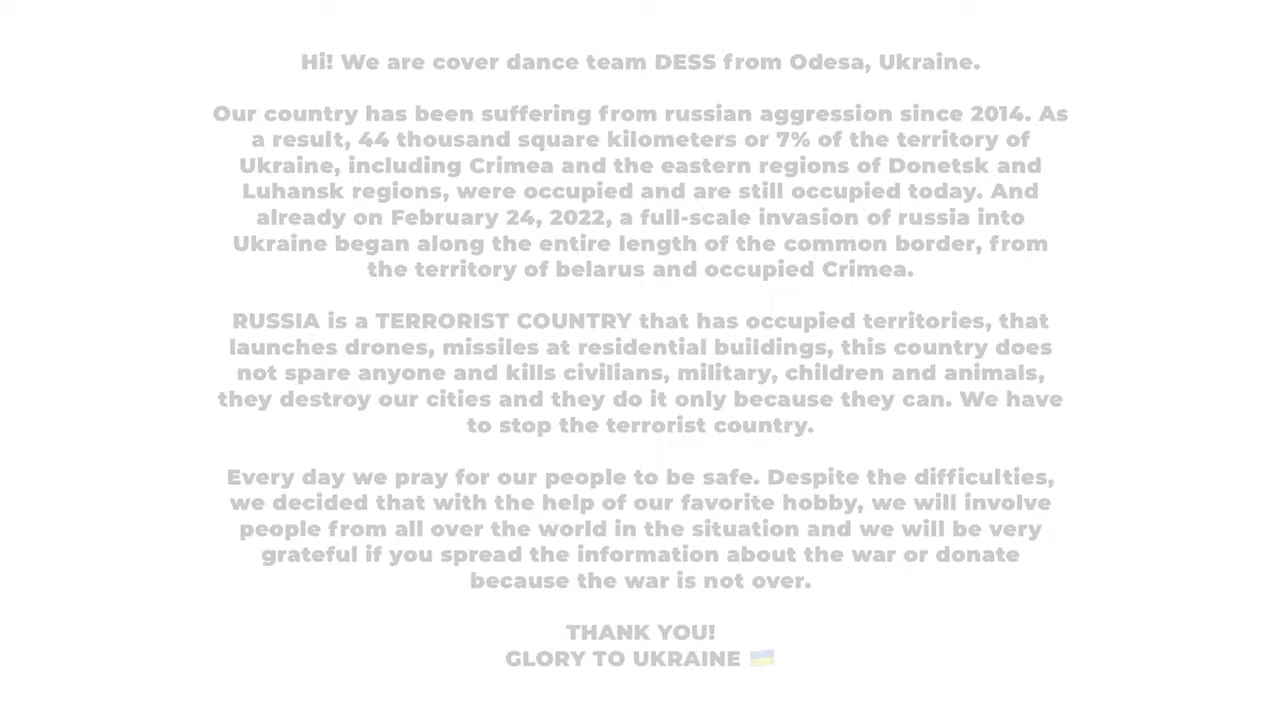 Hi! We are cover dance team DESS from Odesa, Ukraine.
Our country has been suffering from russian aggression since 2014. As
a result, 44 thousand square kilometers or 7% of the territory of
Ukraine, including Crimea and the eastern regions of Donetsk and
Luhansk regions, were occupied and are still occupied today. And
already on February 24, 2022, a full-scale invasion of russia into
Ukraine began along the entire length of the common border, from
the territory of belarus and occupied Crimea.
RUSSIA is a TERRORIST COUNTRY that has occupied territories, that
launches drones, missiles at residential buildings, this country does
not spare anyone and kills civilians, military, children and animals,
they destroy our cities and they do it only because they can. We have
to stop the terrorist country.
Every day we pray for our people to be safe. Despite the difficulties,
we decided that with the help of our favorite hobby, we will involve
people from all over the world in the situation and we will be very
grateful if you spread the information about the war or donate
because the war is not over.
THANK YOU!
GLORY TO UKRAINE 🇺🇦